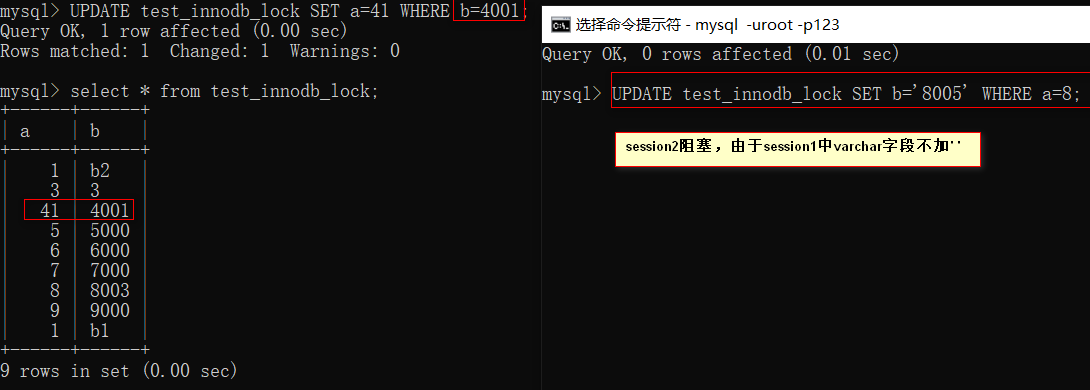 mysql> UPDATE test_innodb_lock SET a=41 WHERE b=4001;
Query OK, 1 row affected (0.00 sec)
Rows matched: 1  Changed: 1  Warnings: 0
mysql> select * from test_innodb_lock;
+------+------+
| a    | b    |
+------+------+
|    1 | b2   |
|    3 | 3    |
|   41 | 4001 |
|    5 | 5000 |
|    6 | 6000 |
|    7 | 7000 |
|    8 | 8003 |
|    9 | 9000 |
|    1 | b1   |
+------+------+
9 rows in set (0.00 sec)
选择命令提示符 - mysql  -uroot -p123
Query OK, 0 rows affected (0.01 sec)
mysql> UPDATE test_innodb_lock SET b='8005' WHERE a=8;
session2阻塞，由于session1中varchar字段不加''